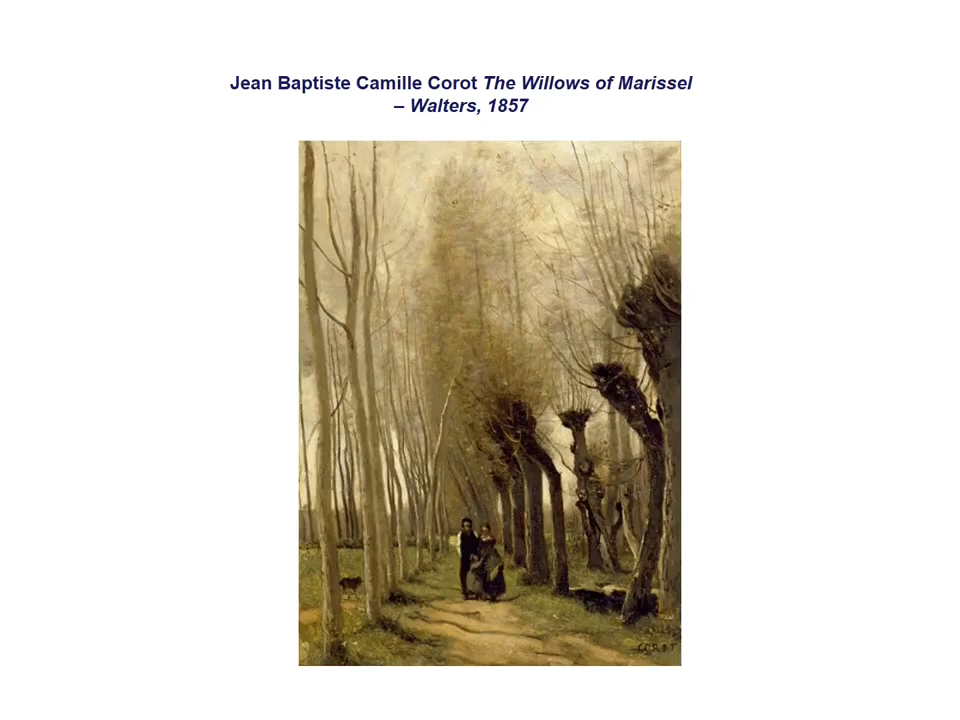 Jean Baptiste Camille Corot The Willows of Marissel
– Walters, 1857
COROT